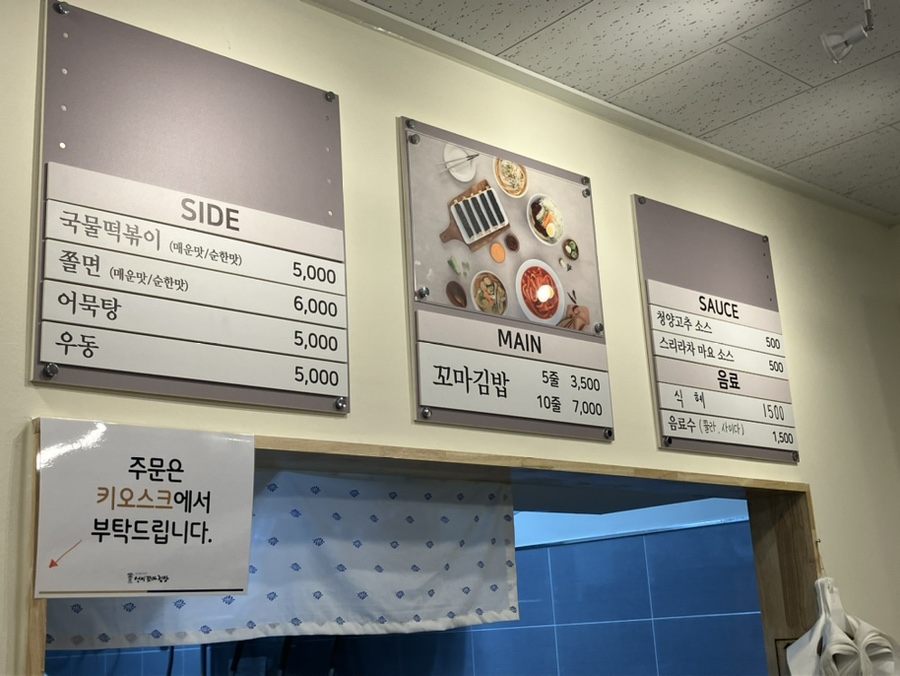 SIDE
국물떡볶이 (매운맛/순한맛) 5,000
쫄면 (매운맛/순한맛) 6,000
어묵탕 5,000
우동 5,000
MAIN
꼬마김밥 5줄 3,500
10줄 7,000
SAUCE
청양고추 소스 500
스리라차 마요 소스 500
음료
식 혜 1500
음료수 (콜라, 사이다) 1,500
주문은
키오스크에서
부탁드립니다.